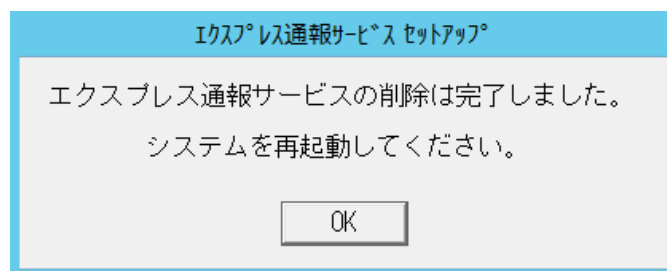 ｴｸｽﾌﾟﾚｽ通報ｻｰﾋﾞｽ ｾｯﾄｱｯﾌﾟ
エクスプレス通報サービスの削除は完了しました。
システムを再起動してください。
OK